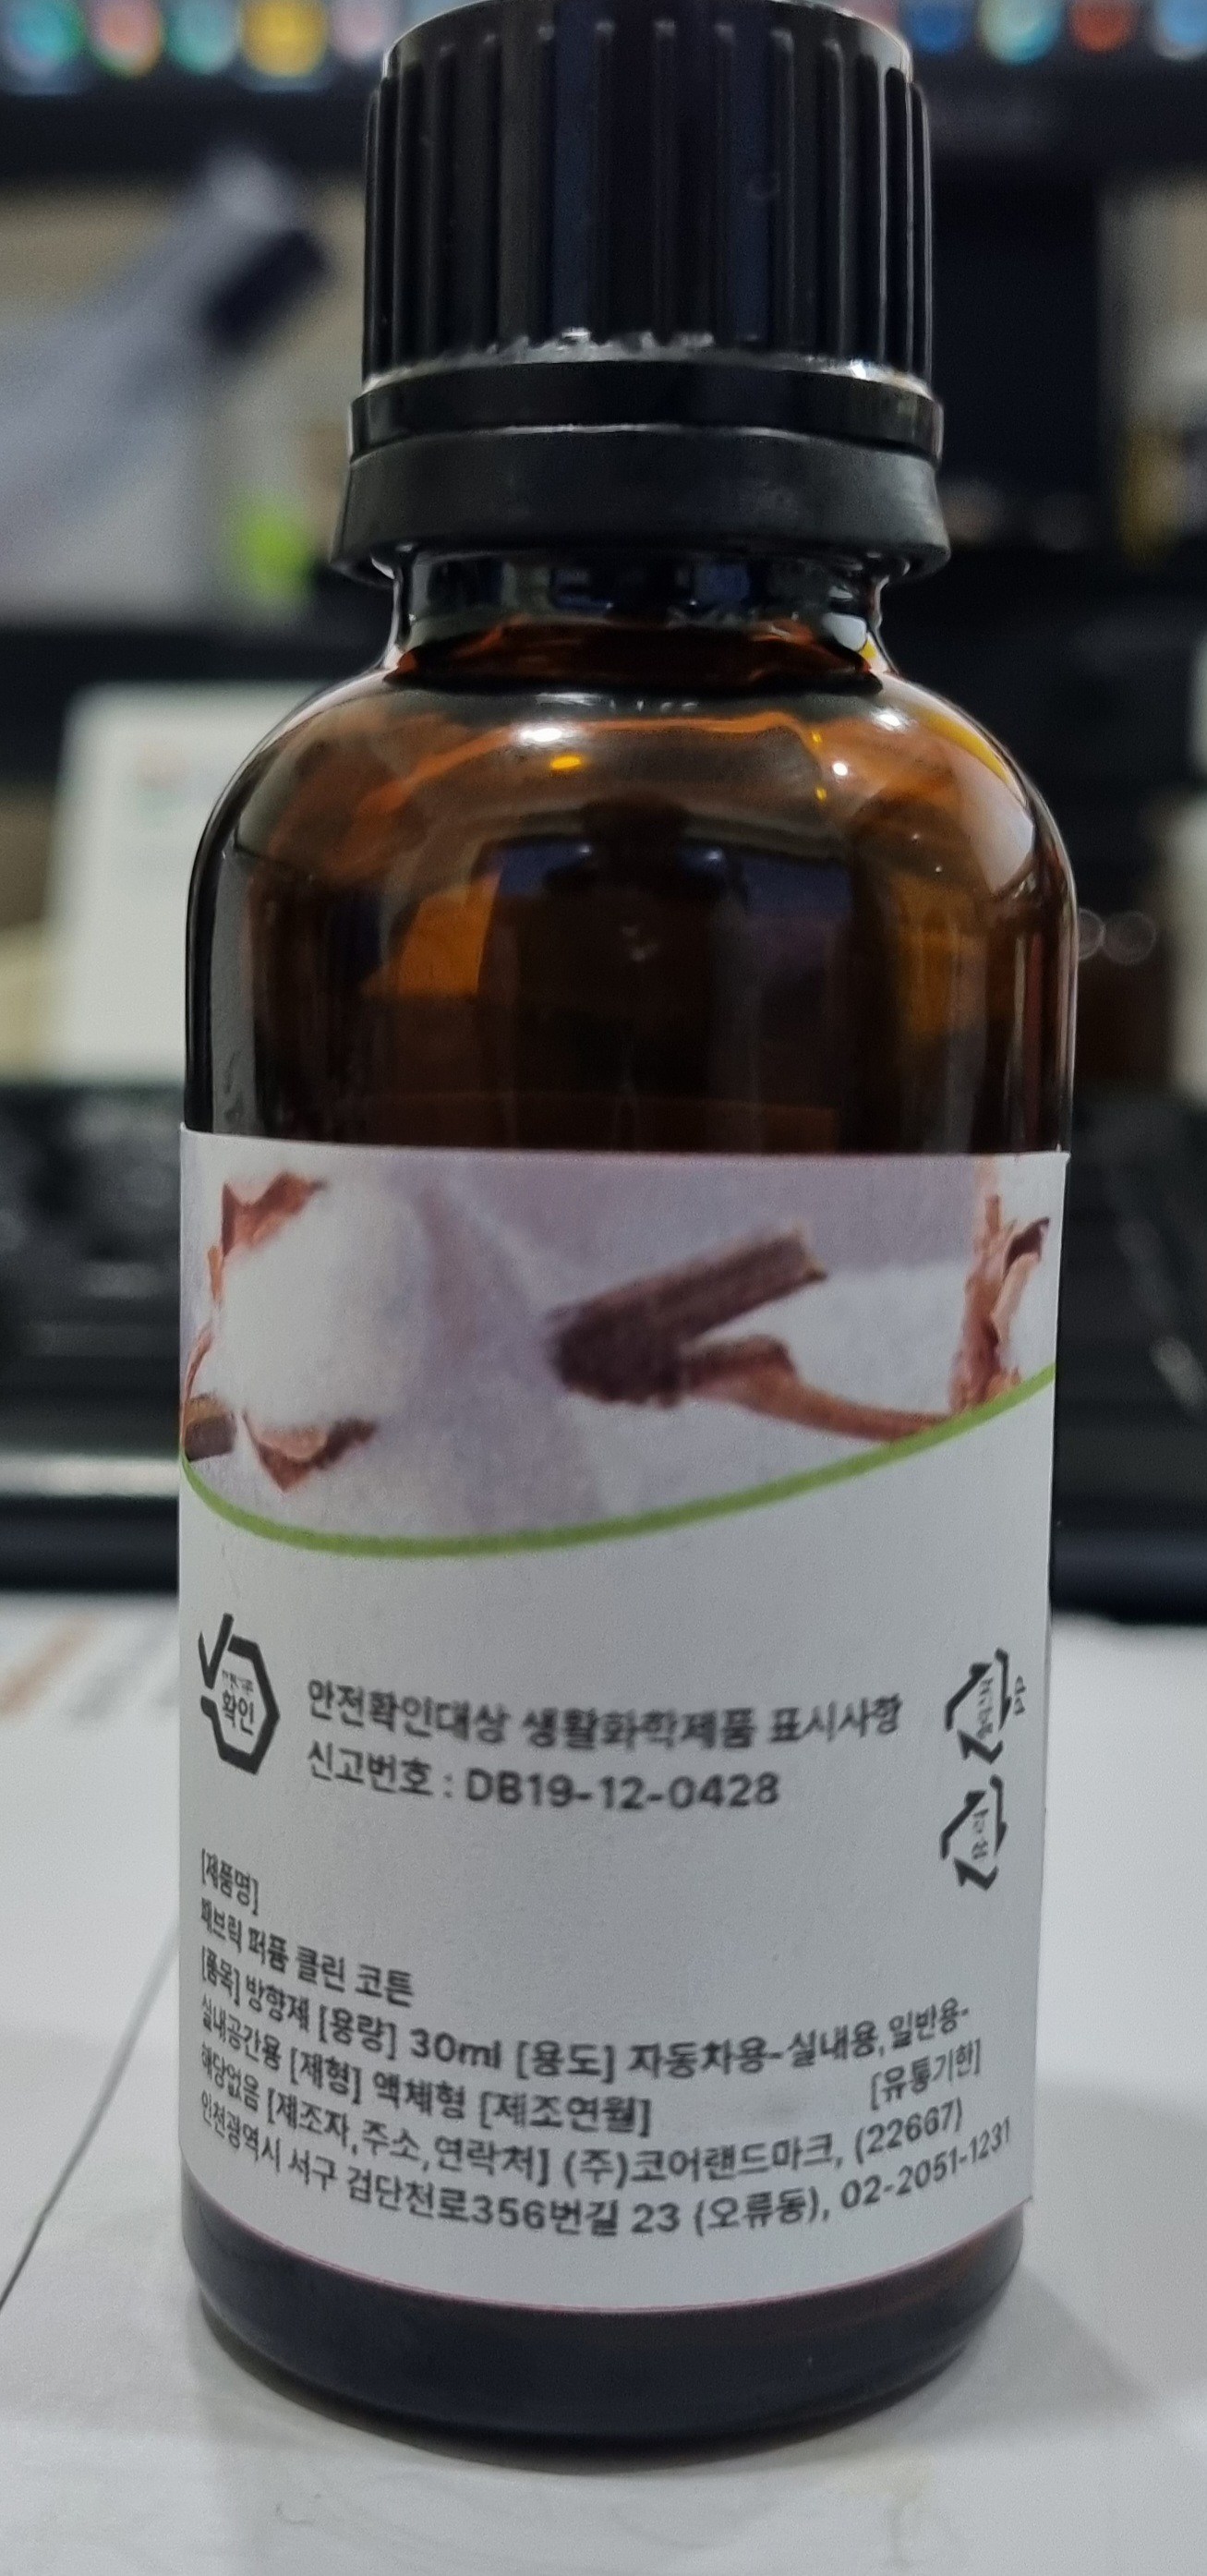 확인
안전확인대상 생활화학제품 표시사항
신고번호 : DB19-12-0428
[제품명]
패브릭 퍼퓸 클린 코튼
[품목] 방향제 [용량] 30ml [용도] 자동차용-실내용,일반용-
실내공간용 [제형] 액체형 [제조연월] [유통기한]
해당없음 [제조자,주소,연락처] (주)코어랜드마크, (22667)
인천광역시 서구 검단천로356번길 23 (오류동), 02-2051-1231